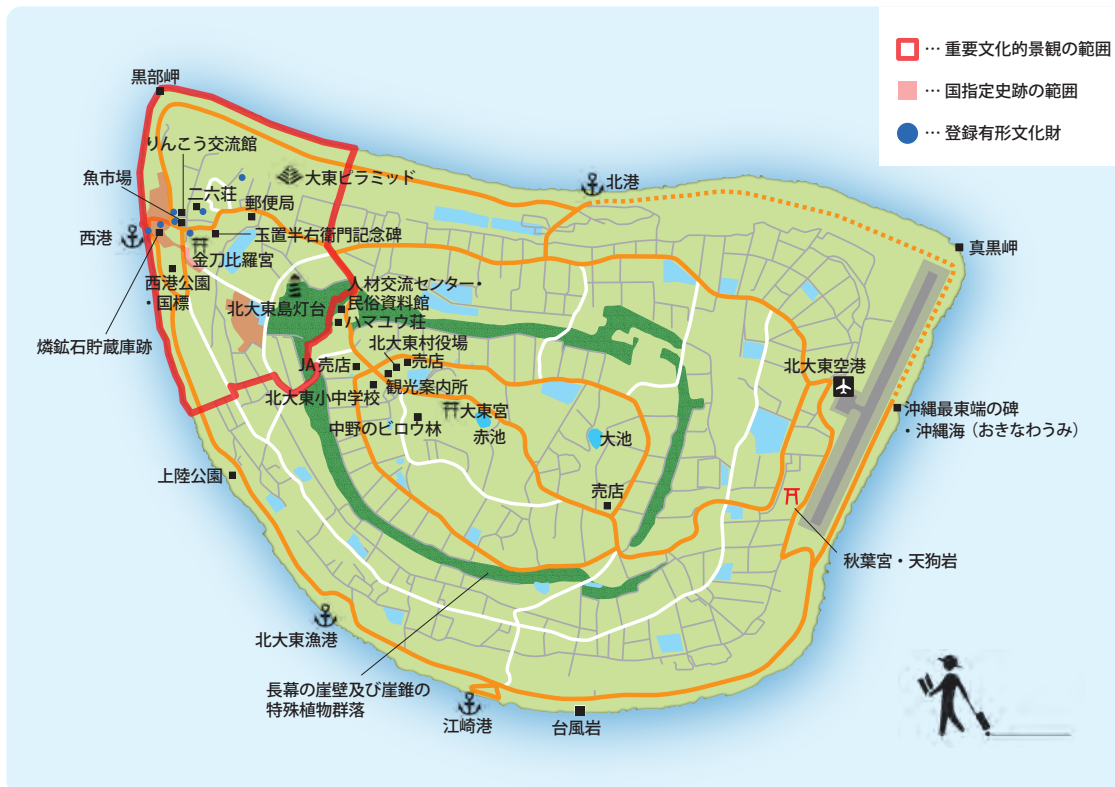 … 重要文化的景観の範囲
… 国指定史跡の範囲
… 登録有形文化財
黒部岬
りんこう交流館
魚市場
二六荘
郵便局
大東ピラミッド
北港
西港
玉置半右衛門記念碑
金刀比羅宮
真黒岬
西港公園
・国標
北大東島灯台
人材交流センター・
民俗資料館
ハマユウ荘
燐鉱石貯蔵庫跡
北大東村役場
JA売店
売店
観光案内所
北大東空港
北大東小中学校
大東宮
中野のビロウ林
赤池
大池
沖縄最東端の碑
・沖縄海（おきなわうみ）
上陸公園
売店
秋葉宮・天狗岩
北大東漁港
長幕の崖壁及び崖錐の
特殊植物群落
江崎港
台風岩